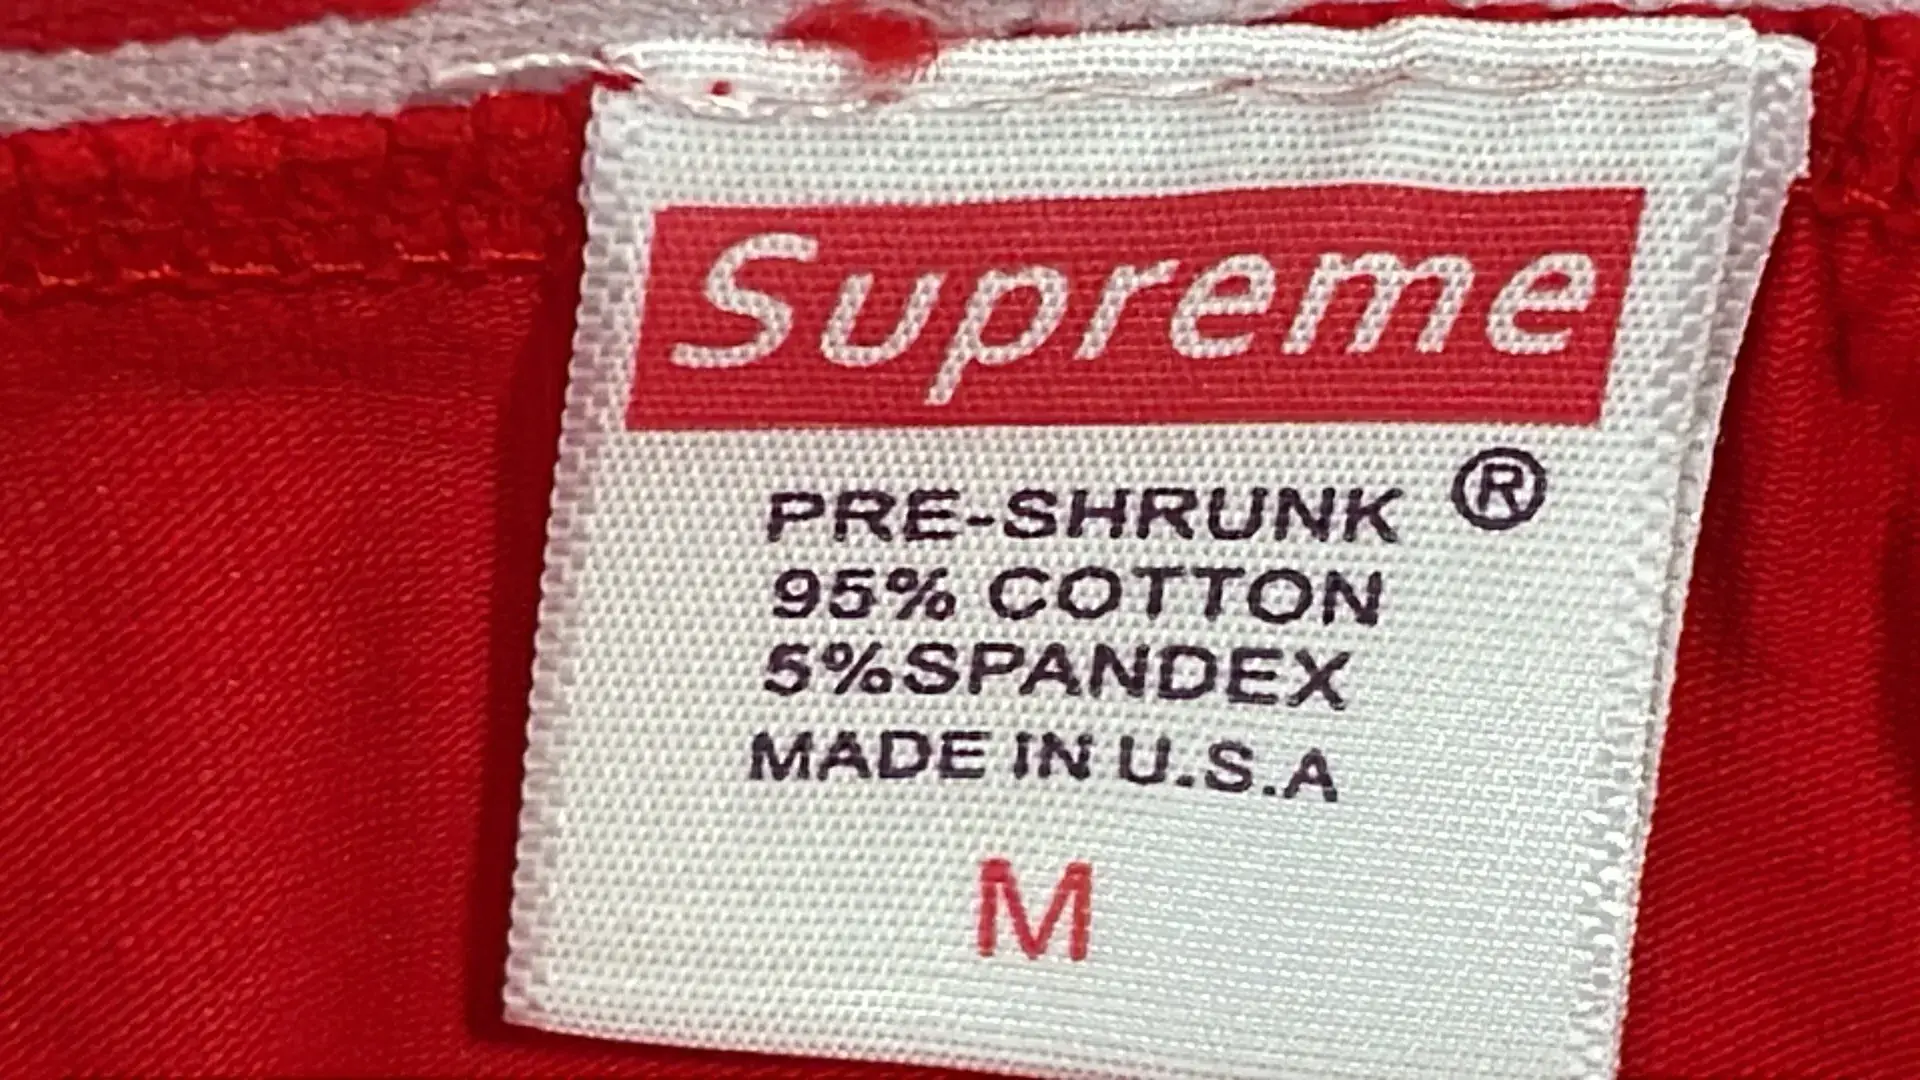 Supreme
PRE-SHRUNK ®
95% COTTON
5%SPANDEX
MADE IN U.S.A
M